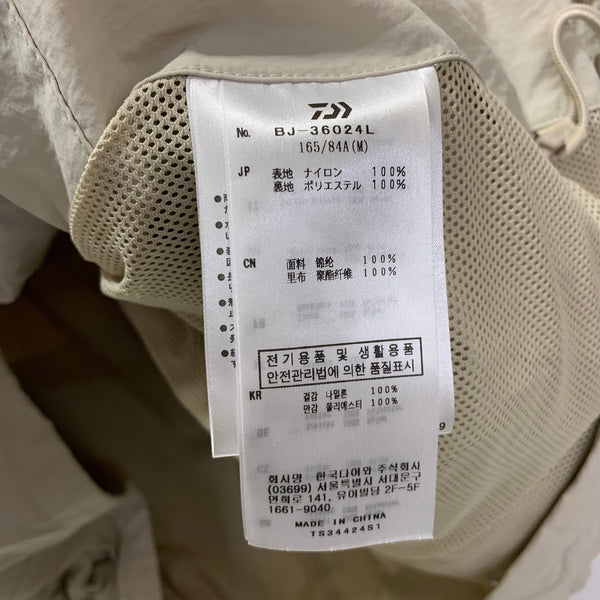 No. BJ-36024L
165/84A(M)
JP 表地 ナイロン 100%
裏地 ポリエステル 100%
CN 面料 锦纶 100%
里布 聚酯纤维 100%
전기용품 및 생활용품
안전관리법에 의한 품질표시
KR 겉감 나일론 100%
안감 폴리에스터 100%
회사명 한국다이와 주식회사
(03699) 서울특별시 서대문구
연희로 141, 유이빌딩 2F-5F
1661-9040
MADE IN CHINA
TS34424S1
9